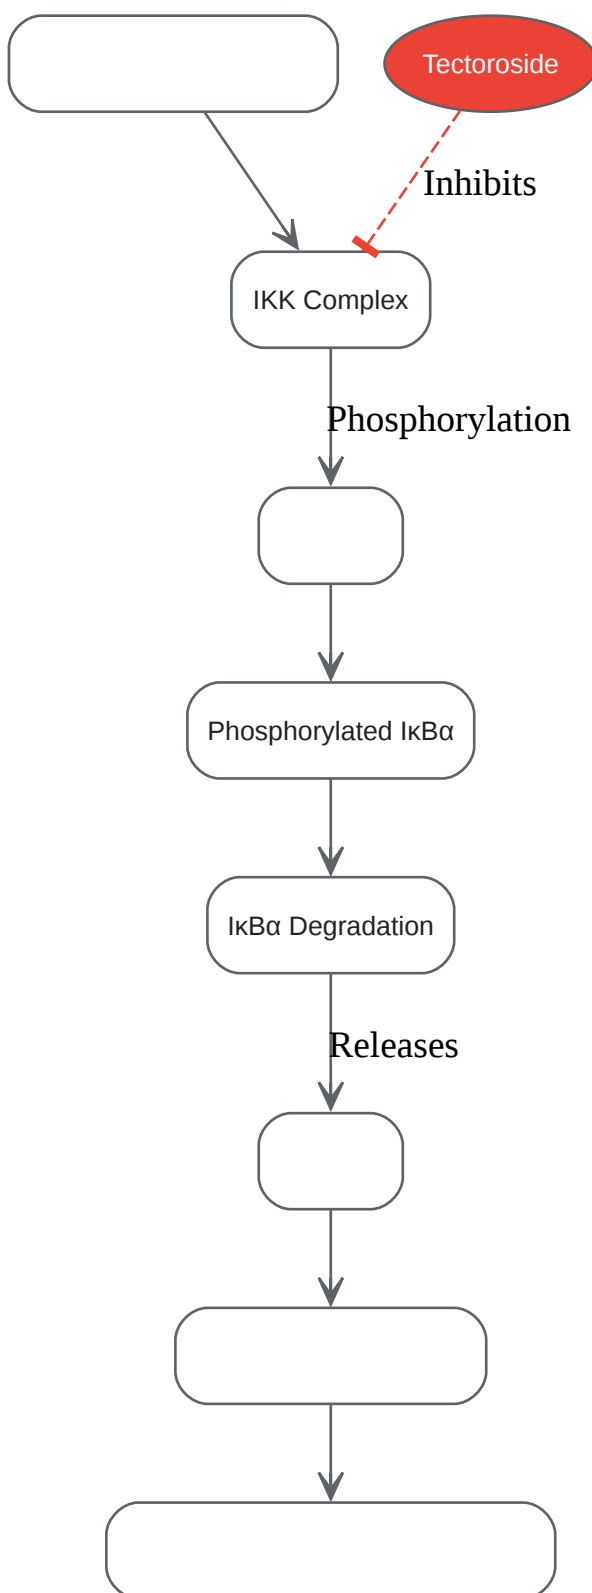 Tectoroside
Inhibits
IKK Complex
Phosphorylation
Phosphorylated IκBα
IκBα Degradation
Releases